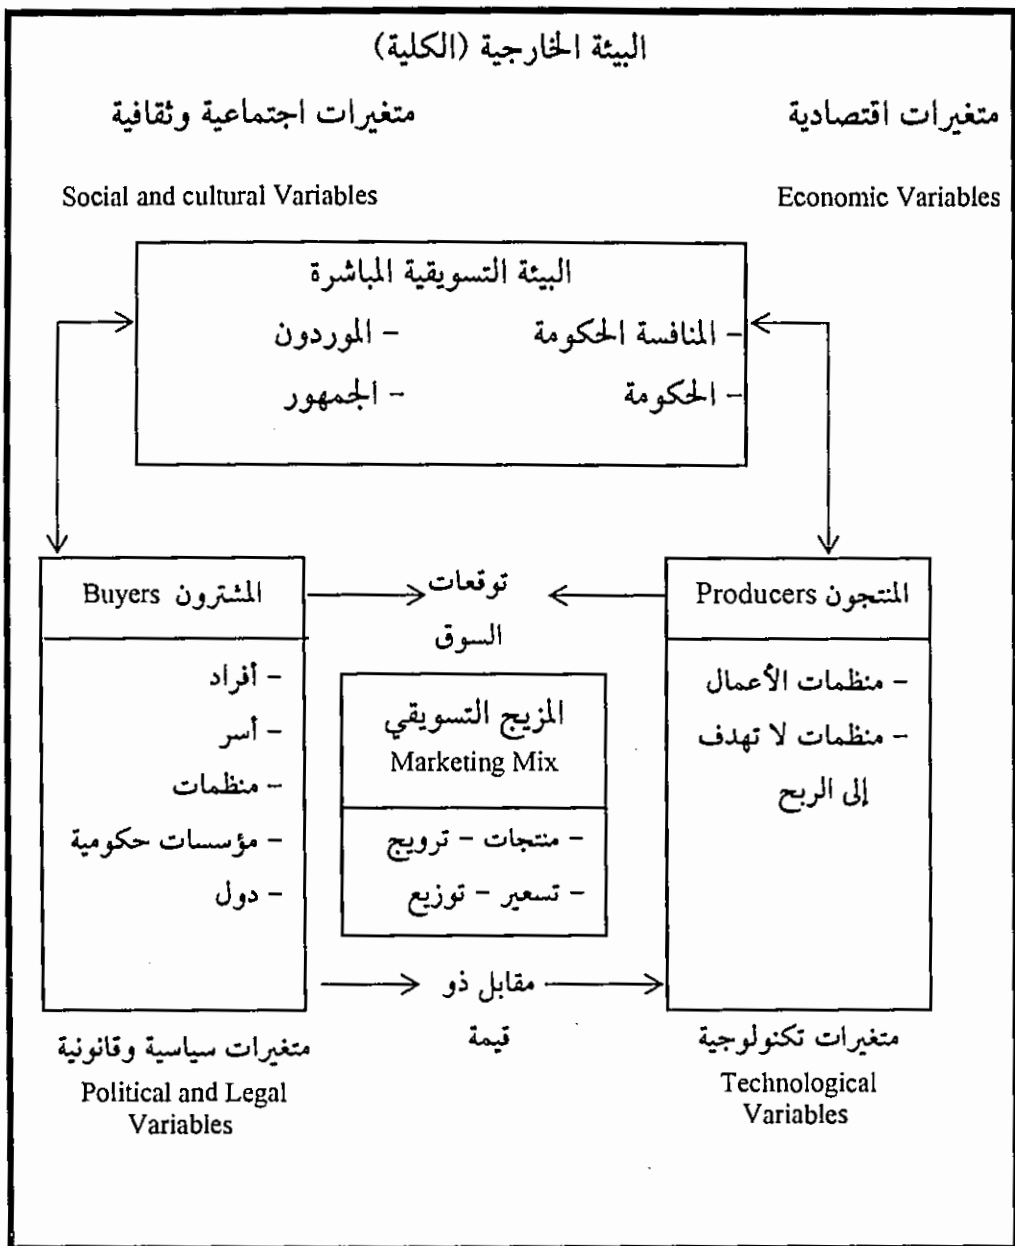 البيئة الخارجية (الكلية)
متغيرات اقتصادية
متغيرات اجتماعية وثقافية
Economic Variables
Social and cultural Variables
البيئة التسويقية المباشرة
- المنافسة الحكومة
- الموردون
- الحكومة
- الجمهور
المنتجون Producers
- منظمات الأعمال
- منظمات لا تهدف
إلى الربح
توقعات
السوق
المزيج التسويقي
Marketing Mix
- منتجات - ترويج
- تسعير - توزيع
مقابل ذو
قيمة
المشترون Buyers
- أفراد
- أسر
- منظمات
- مؤسسات حكومية
- دول
متغيرات تكنولوجية
Technological
Variables
متغيرات سياسية وقانونية
Political and Legal
Variables